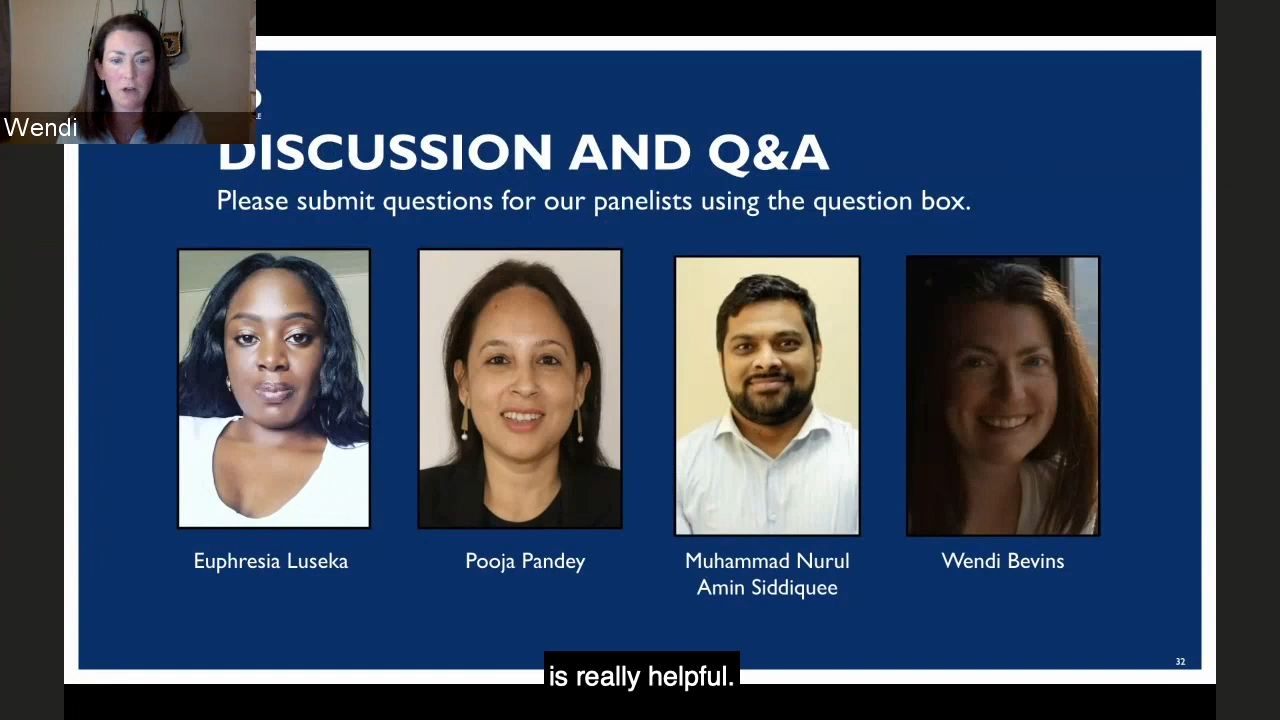 Wendi
DISCUSSION AND Q&A
Please submit questions for our panelists using the question box.
Euphresia Luseka
Pooja Pandey
Muhammad Nurul
Amin Siddiquee
Wendi Bevins
32
is really helpful.